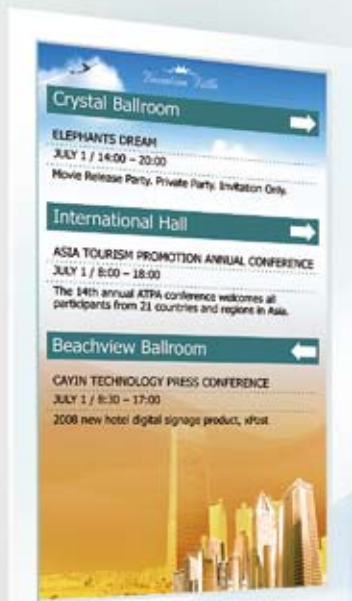 Vacation Villa
Crystal Ballroom
ELEPHANTS DREAM
JULY 1 / 14:00 – 20:00
Movie Release Party. Private Party. Invitation Only.
International Hall
ASIA TOURISM PROMOTION ANNUAL CONFERENCE
JULY 1 / 8:00 – 18:00
The 14th annual ATPA conference welcomes all
participants from 21 countries and regions in Asia.
Beachview Ballroom
CAYIN TECHNOLOGY PRESS CONFERENCE
JULY 1 / 8:30 – 17:00
2008 new hotel digital signage product, xPost